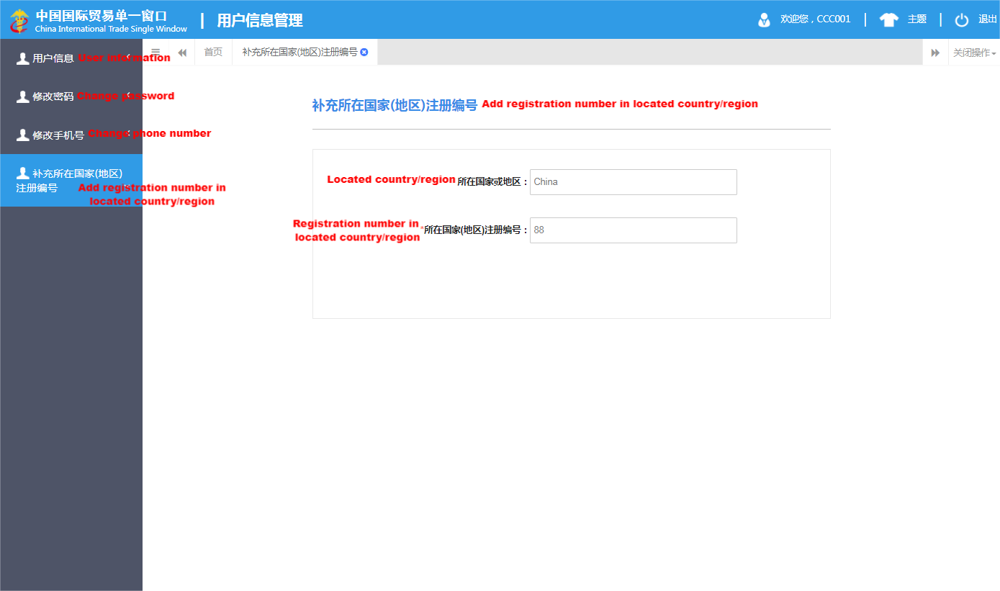 中国国际贸易单一窗口
China International Trade Single Window
用户信息管理
欢迎您，CCC001
主题
退出
用户信息 User information
修改密码 Change password
修改手机号 Change phone number
补充所在国家(地区)
注册编号 Add registration number in
located country/region
首页
补充所在国家(地区)注册编号
关闭操作
补充所在国家(地区)注册编号 Add registration number in located country/region
Located country/region 所在国家或地区： China
Registration number in
located country/region *所在国家(地区)注册编号： 88